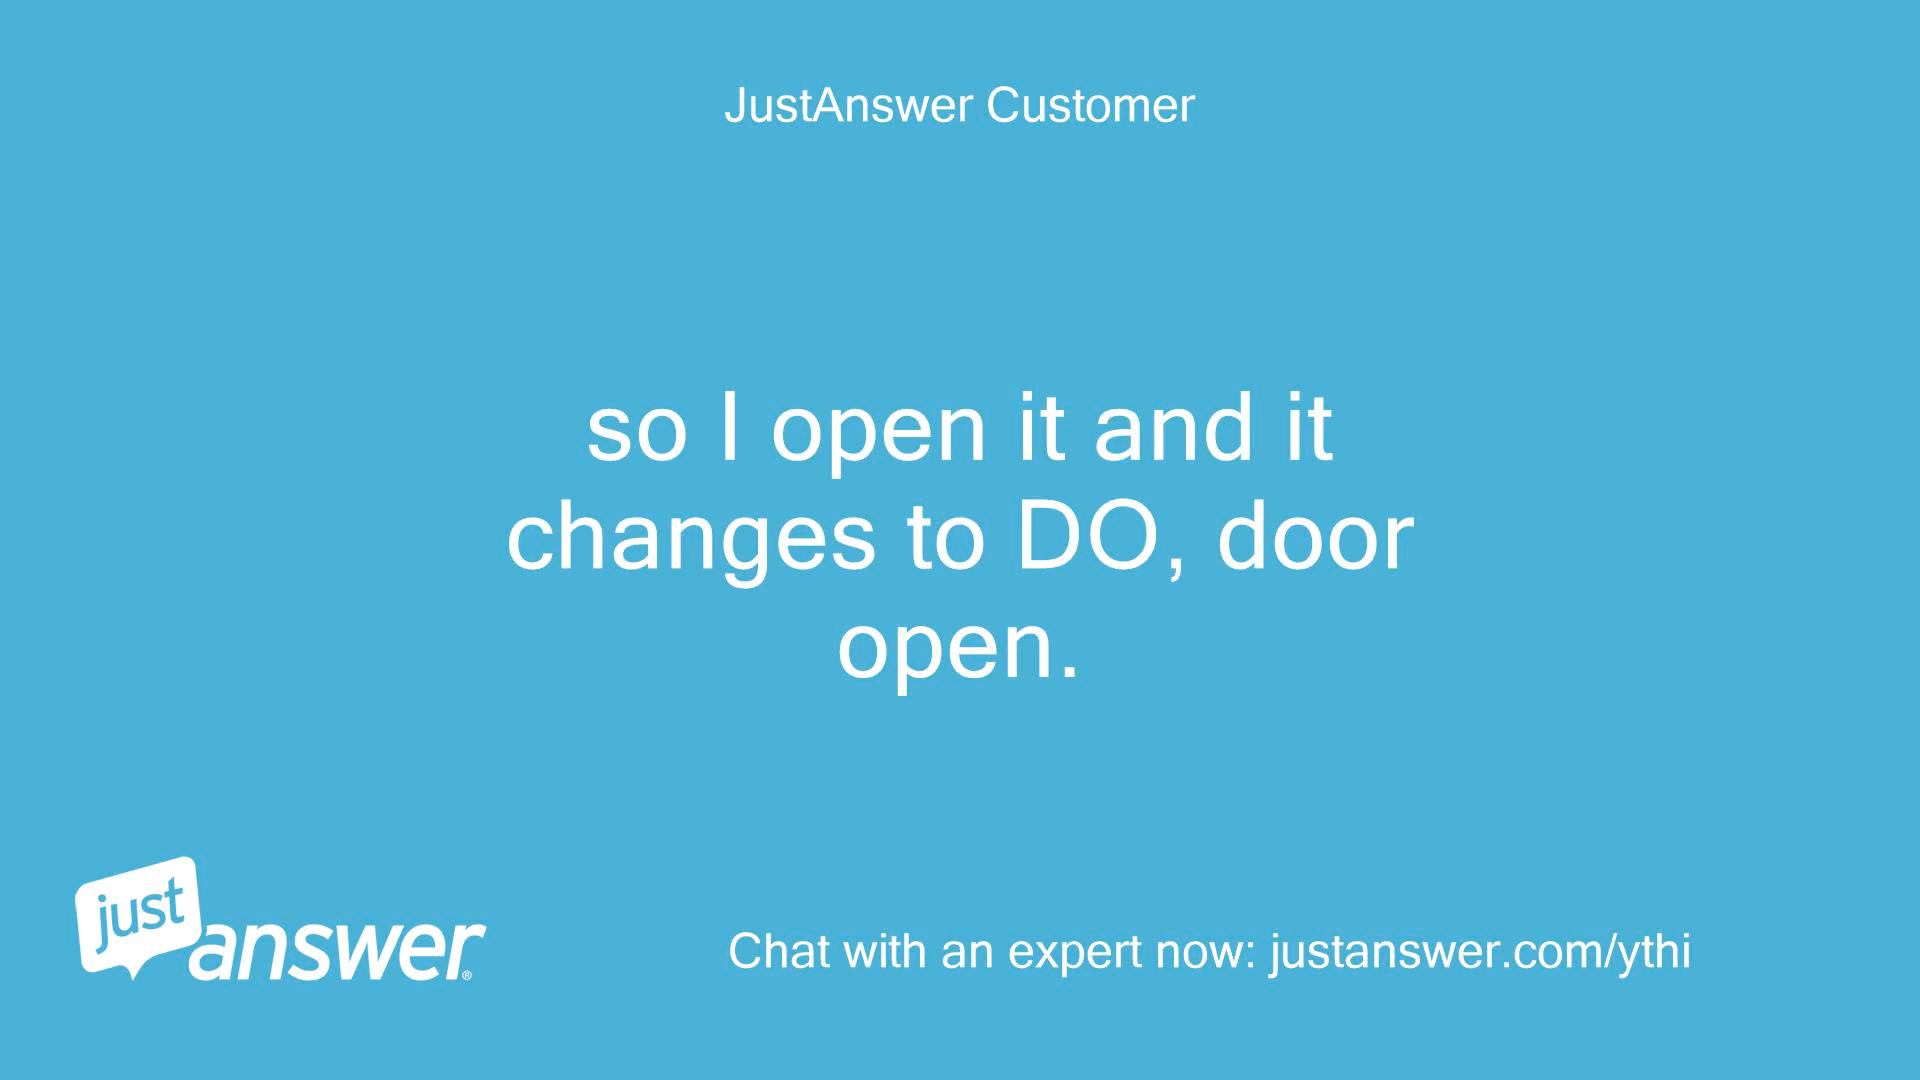 JustAnswer Customer
so I open it and it
changes to DO, door
open.
just
answer®
Chat with an expert now: justanswer.com/ythi